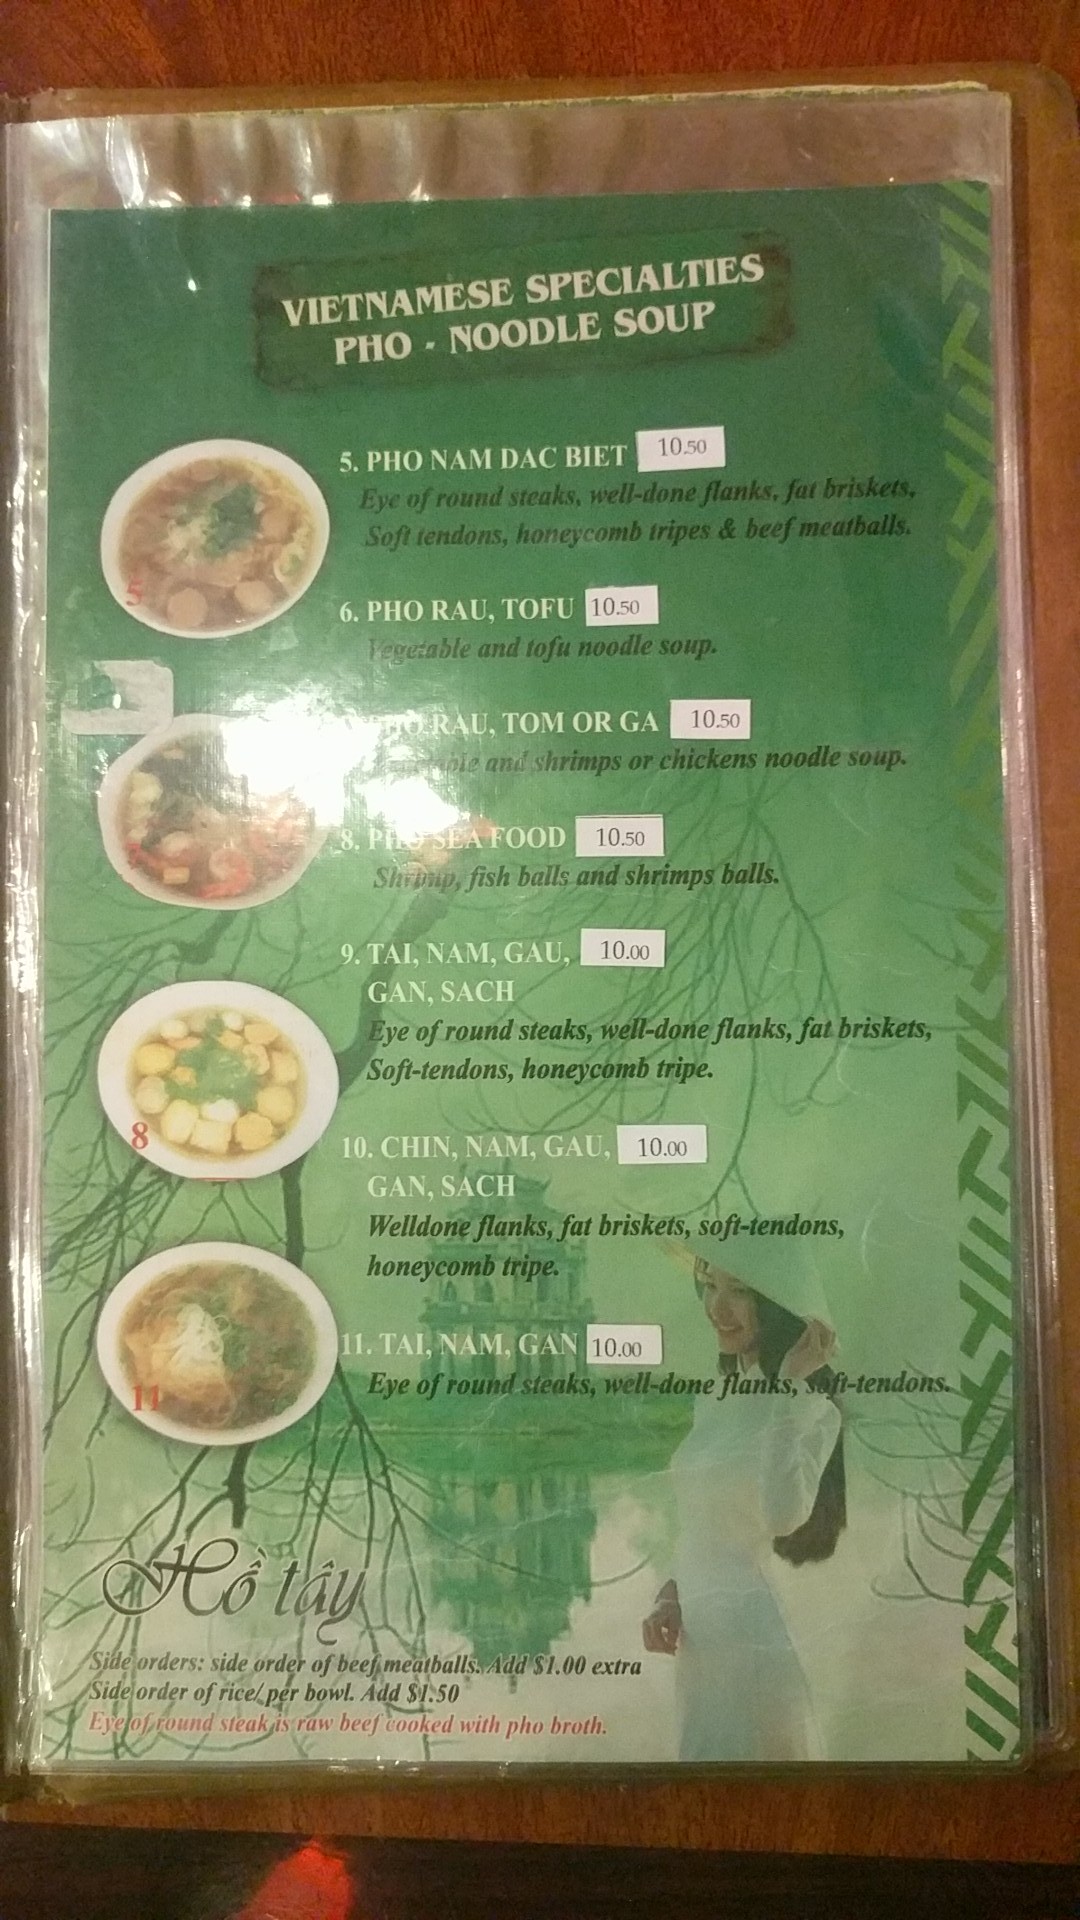 VIETNAMESE SPECIALTIES
PHO - NOODLE SOUP
5. PHO NAM DAC BIET 10.50
Eye of round steaks, well-done flanks, fat briskets,
Soft tendons, honeycomb tripes & beef meatballs.
5
6. PHO RAU, TOFU 10.50
Vegetable and tofu noodle soup.
RAU, TOM OR GA 10.50
and shrimps or chickens noodle soup.
8. PHO SEA FOOD 10.50
Shrimp, fish balls and shrimps balls.
9. TAI, NAM, GAU, 10.00
GAN, SACH
Eye of round steaks, well-done flanks, fat briskets,
Soft-tendons, honeycomb tripe.
8
10. CHIN, NAM, GAU, 10.00
GAN, SACH
Welldone flanks, fat briskets, soft-tendons,
honeycomb tripe.
11. TAI, NAM, GAN 10.00
Eye of round steaks, well-done flanks, soft-tendons.
11
Hồ tây
Side orders: side order of beef meatballs. Add $1.00 extra
Side order of rice/ per bowl. Add $1.50
Eye of round steak is raw beef cooked with pho broth.